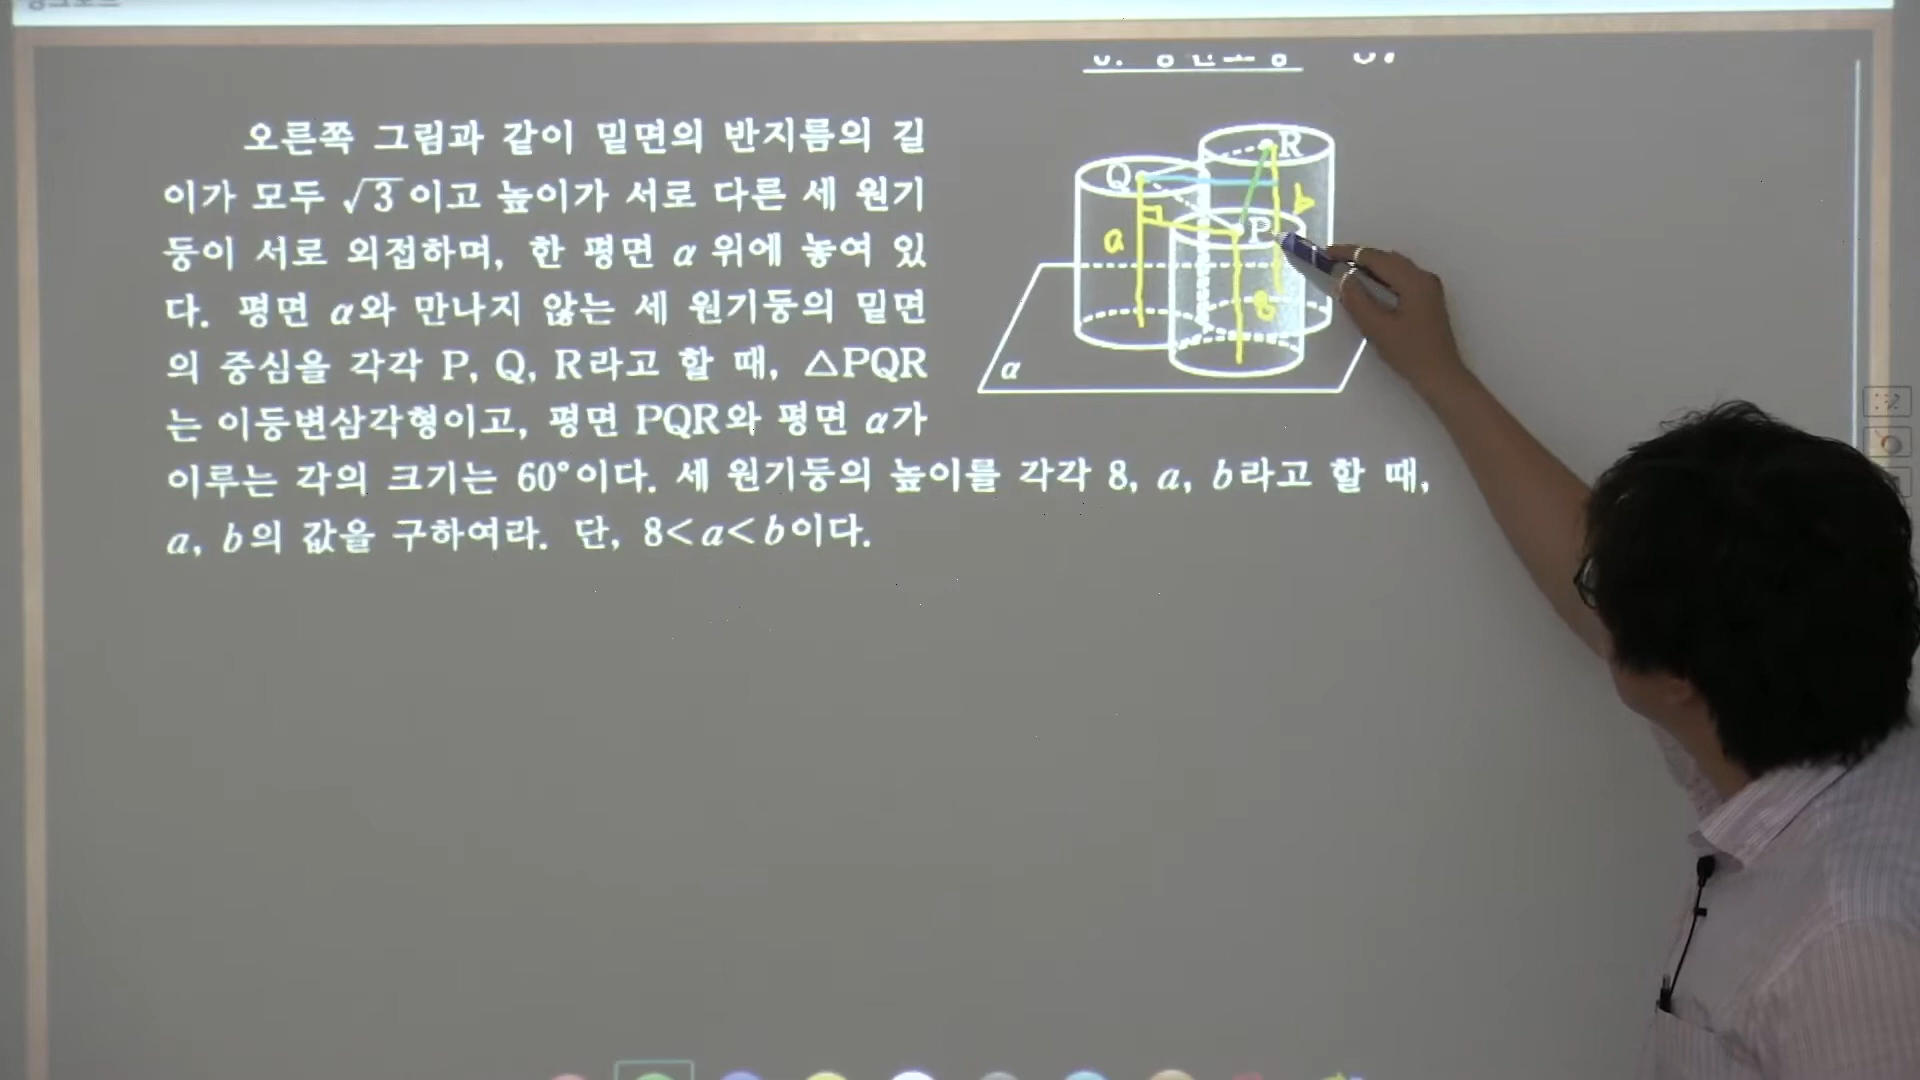 오른쪽 그림과 같이 밑면의 반지름의 길
이가 모두 √3이고 높이가 서로 다른 세 원기
둥이 서로 외접하며, 한 평면 α 위에 놓여 있
다. 평면 α와 만나지 않는 세 원기둥의 밑면
의 중심을 각각 P, Q, R라고 할 때, △PQR
는 이등변삼각형이고, 평면 PQR와 평면 α가
이루는 각의 크기는 60°이다. 세 원기둥의 높이를 각각 8, a, b라고 할 때,
a, b의 값을 구하여라. 단, 8<a<b이다.
R
Q
b
P
a
8
α